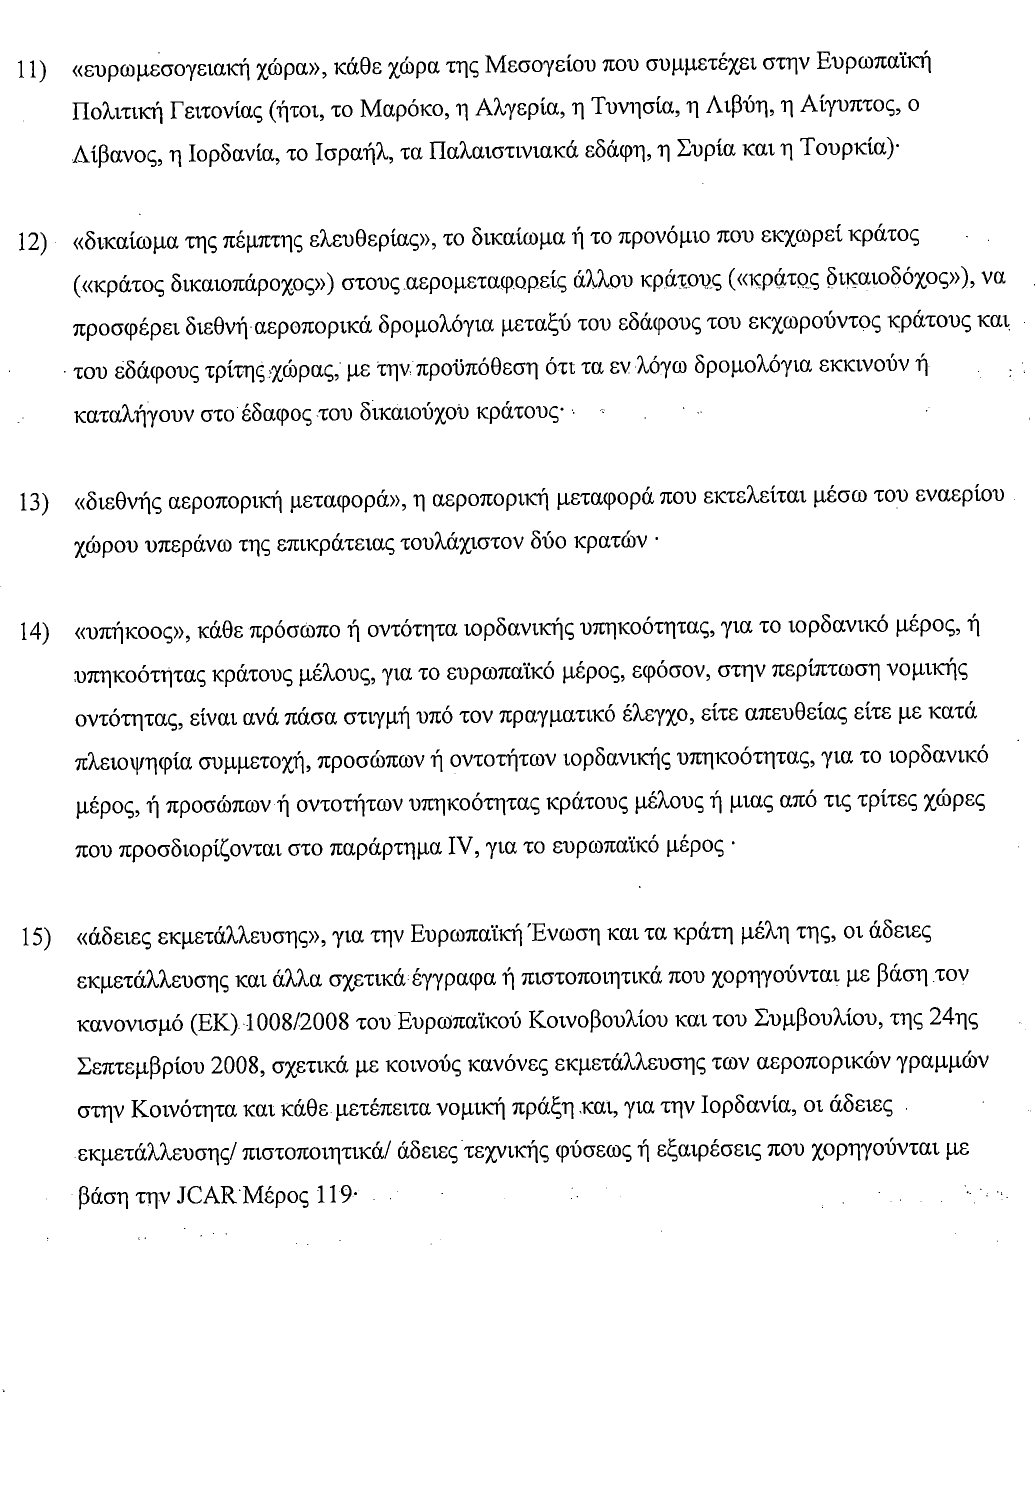 11) «ευρωμεσογειακή χώρα», κάθε χώρα της Μεσογείου που συμμετέχει στην Ευρωπαϊκή
Πολιτική Γειτονίας (ήτοι, το Μαρόκο, η Αλγερία, η Τυνησία, η Λιβύη, η Αίγυπτος, ο
Λίβανος, η Ιορδανία, το Ισραήλ, τα Παλαιστινιακά εδάφη, η Συρία και η Τουρκία)·
12) «δικαίωμα της πέμπτης ελευθερίας», το δικαίωμα ή το προνόμιο που εκχωρεί κράτος
(«κράτος δικαιοπάροχος») στους αερομεταφορείς άλλου κράτους («κράτος δικαιοδόχος»), να
προσφέρει διεθνή αεροπορικά δρομολόγια μεταξύ του εδάφους του εκχωρούντος κράτους και
του εδάφους τρίτης χώρας, με την προϋπόθεση ότι τα εν λόγω δρομολόγια εκκινούν ή
καταλήγουν στο έδαφος του δικαιούχου κράτους·
13) «διεθνής αεροπορική μεταφορά», η αεροπορική μεταφορά που εκτελείται μέσω του εναερίου
χώρου υπεράνω της επικράτειας τουλάχιστον δύο κρατών ·
14) «υπήκοος», κάθε πρόσωπο ή οντότητα ιορδανικής υπηκοότητας, για το ιορδανικό μέρος, ή
υπηκοότητας κράτους μέλους, για το ευρωπαϊκό μέρος, εφόσον, στην περίπτωση νομικής
οντότητας, είναι ανά πάσα στιγμή υπό τον πραγματικό έλεγχο, είτε απευθείας είτε με κατά
πλειοψηφία συμμετοχή, προσώπων ή οντοτήτων ιορδανικής υπηκοότητας, για το ιορδανικό
μέρος, ή προσώπων ή οντοτήτων υπηκοότητας κράτους μέλους ή μιας από τις τρίτες χώρες
που προσδιορίζονται στο παράρτημα IV, για το ευρωπαϊκό μέρος ·
15) «άδειες εκμετάλλευσης», για την Ευρωπαϊκή Ένωση και τα κράτη μέλη της, οι άδειες
εκμετάλλευσης και άλλα σχετικά έγγραφα ή πιστοποιητικά που χορηγούνται με βάση τον
κανονισμό (ΕΚ) 1008/2008 του Ευρωπαϊκού Κοινοβουλίου και του Συμβουλίου, της 24ης
Σεπτεμβρίου 2008, σχετικά με κοινούς κανόνες εκμετάλλευσης των αεροπορικών γραμμών
στην Κοινότητα και κάθε μετέπειτα νομική πράξη και, για την Ιορδανία, οι άδειες
εκμετάλλευσης/ πιστοποιητικά/ άδειες τεχνικής φύσεως ή εξαιρέσεις που χορηγούνται με
βάση την JCAR Μέρος 119·